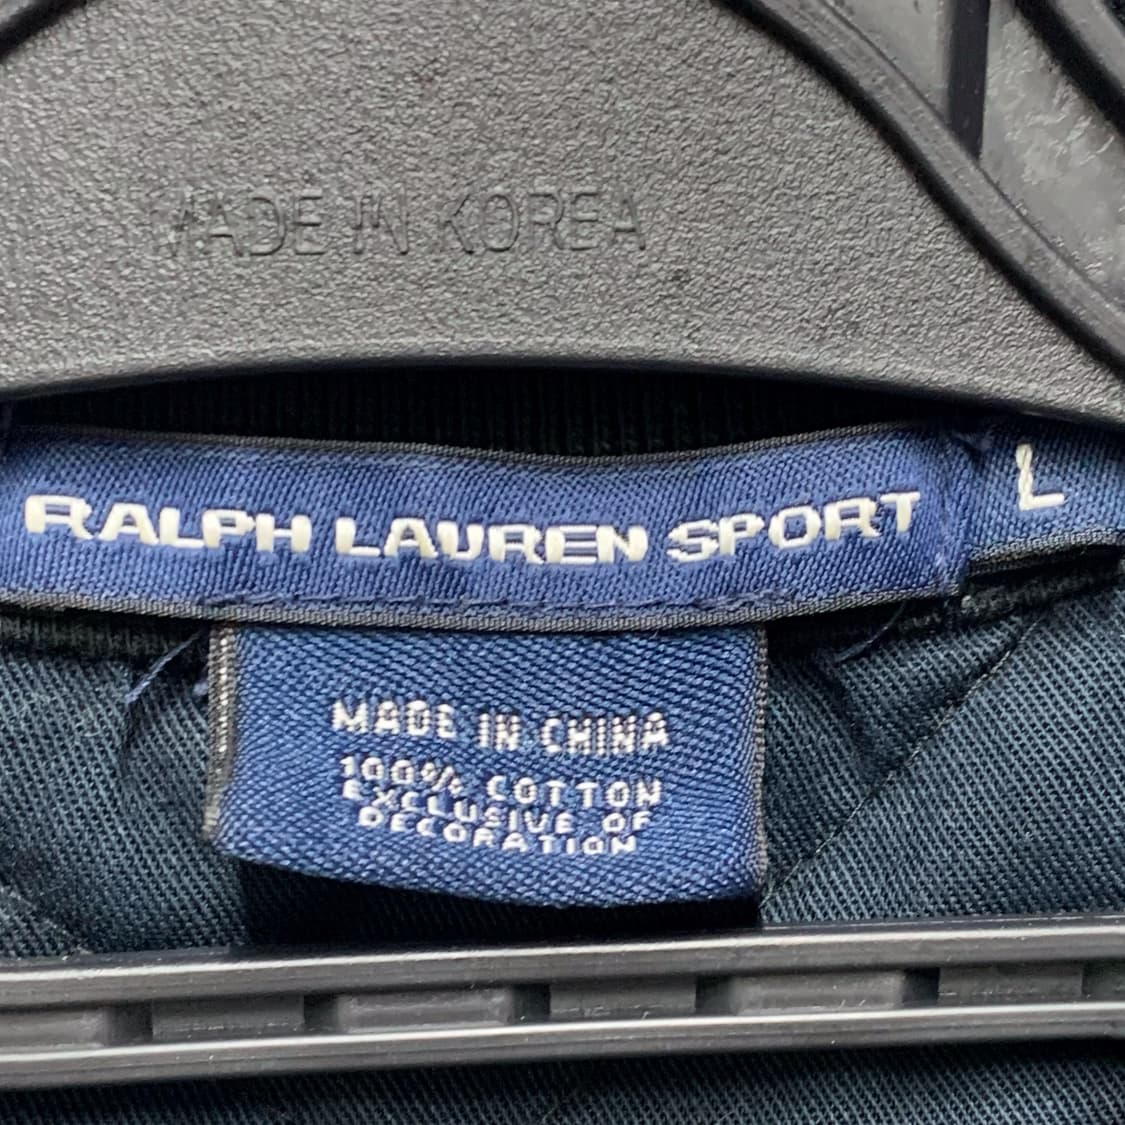 MADE IN KOREA
RALPH LAUREN SPORT
L
MADE IN CHINA
100% COTTON
EXCLUSIVE OF
DECORATION